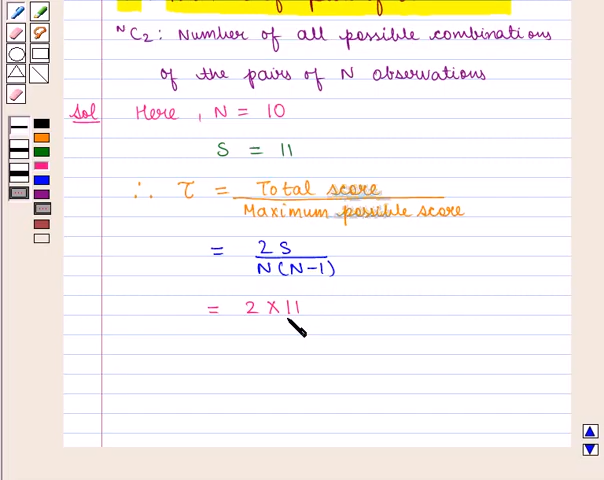 ᴺC₂: Number of all possible combinations
of the pairs of N observations
Sol Here, N = 10
S = 11
∴ τ = Total score / Maximum possible score
= 2S / N(N-1)
= 2 × 11